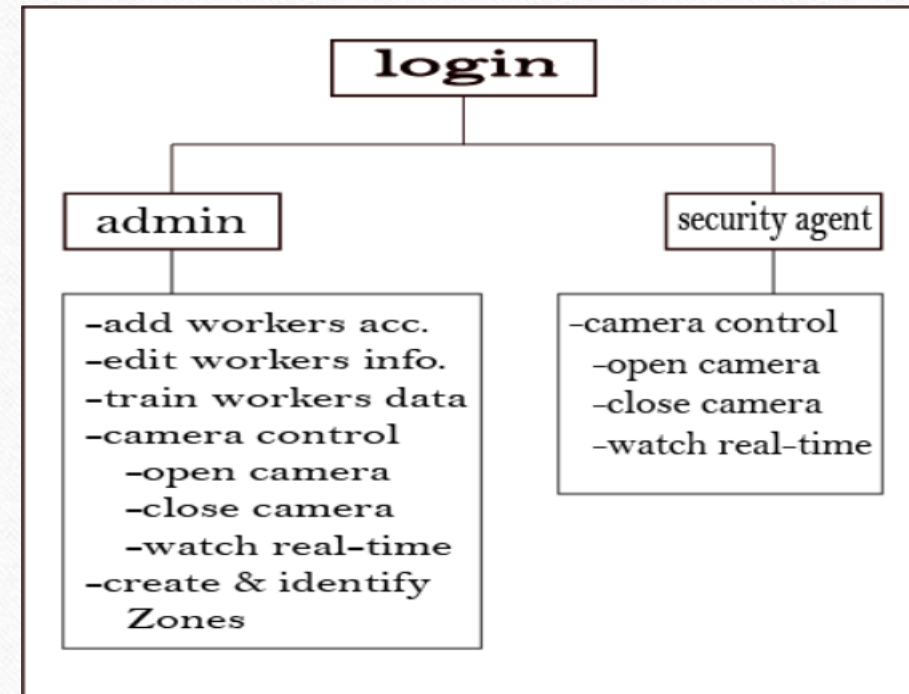 login
admin
security agent
-add workers acc.
-edit workers info.
-train workers data
-camera control
-open camera
-close camera
-watch real-time
-create & identify
Zones
-camera control
-open camera
-close camera
-watch real-time